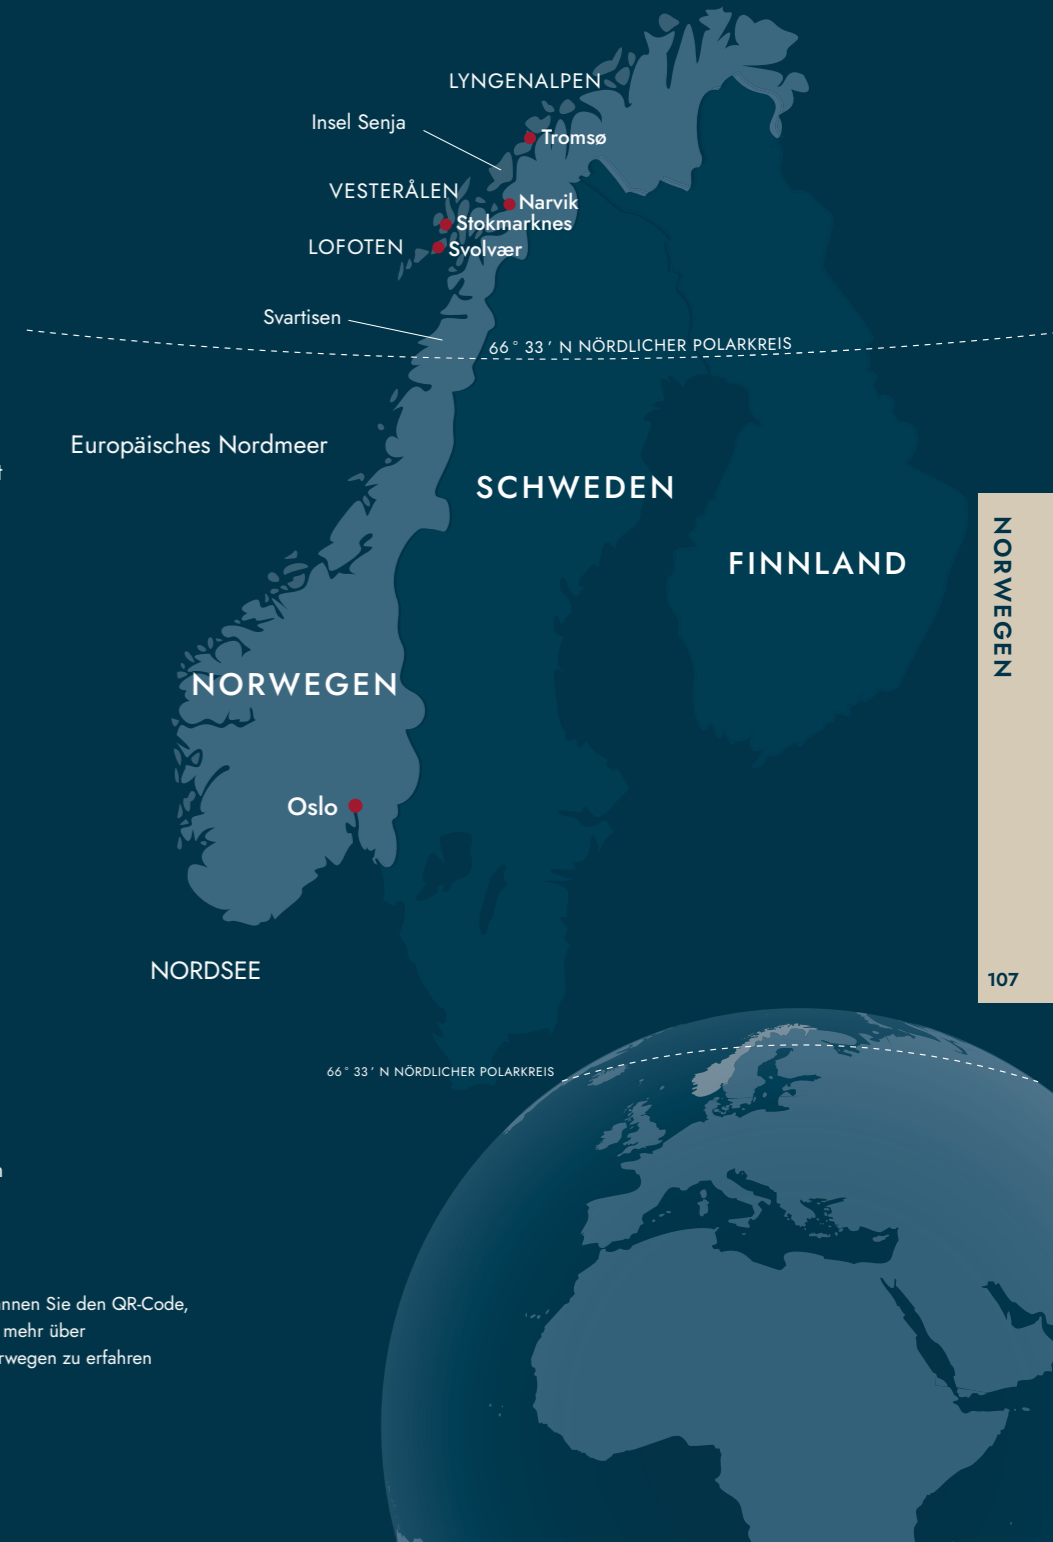 LYNGENALPEN
Insel Senja
Tromsø
VESTERÅLEN
Narvik
Stokmarknes
LOFOTEN
Svolvær
Svartisen
66° 33’ N NÖRDLICHER POLARKREIS
Europäisches Nordmeer
SCHWEDEN
NORWEGEN
FINNLAND
NORWEGEN
Oslo
NORDSEE
107
66° 33’ N NÖRDLICHER POLARKREIS
nnen Sie den QR-Code,
mehr über
rwegen zu erfahren